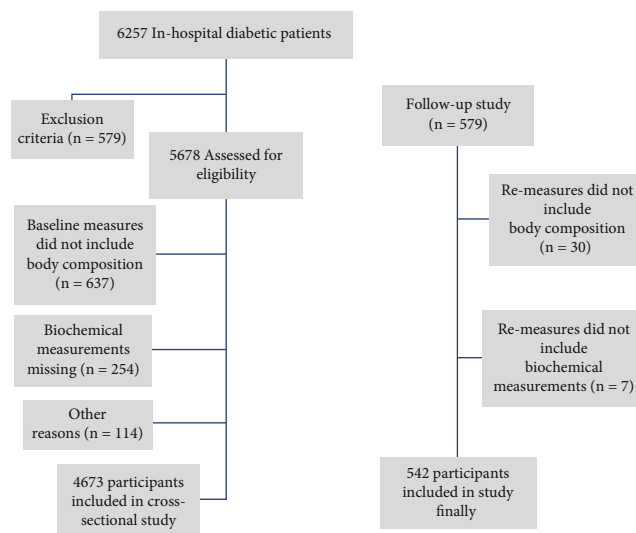 6257 In-hospital diabetic patients
Exclusion
criteria (n = 579)
5678 Assessed for
eligibility
Baseline measures
did not include
body composition
(n = 637)
Biochemical
measurements
missing (n = 254)
Other
reasons (n = 114)
4673 participants
included in cross-
sectional study
Follow-up study
(n = 579)
Re-measures did not
include
body composition
(n = 30)
Re-measures did not
include
biochemical
measurements (n = 7)
542 participants
included in study
finally